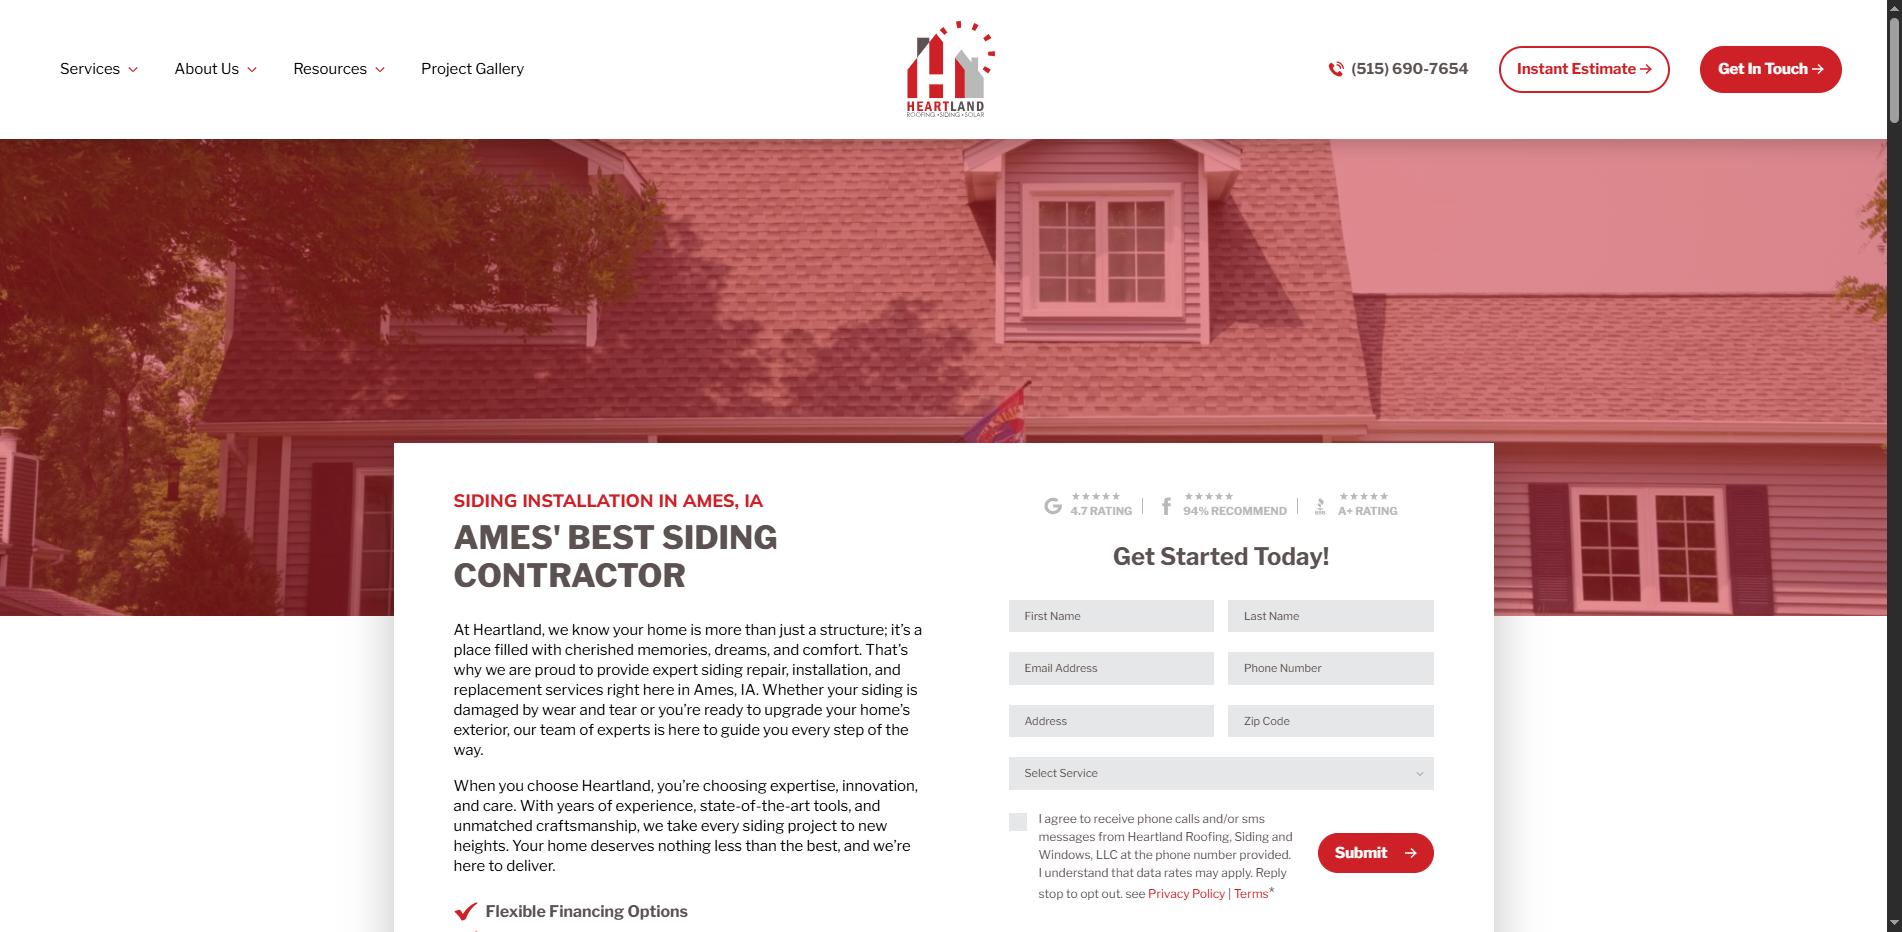 Services
About Us
Resources
Project Gallery
HEARTLAND
ROOFING • SIDING • SOLAR
(515) 690-7654
Instant Estimate
Get In Touch
SIDING INSTALLATION IN AMES, IA
AMES' BEST SIDING
CONTRACTOR
At Heartland, we know your home is more than just a structure; it’s a
place filled with cherished memories, dreams, and comfort. That’s
why we are proud to provide expert siding repair, installation, and
replacement services right here in Ames, IA. Whether your siding is
damaged by wear and tear or you’re ready to upgrade your home’s
exterior, our team of experts is here to guide you every step of the
way.
When you choose Heartland, you’re choosing expertise, innovation,
and care. With years of experience, state-of-the-art tools, and
unmatched craftsmanship, we take every siding project to new
heights. Your home deserves nothing less than the best, and we’re
here to deliver.
Flexible Financing Options
4.7 RATING
94% RECOMMEND
A+ RATING
Get Started Today!
First Name
Last Name
Email Address
Phone Number
Address
Zip Code
Select Service
I agree to receive phone calls and/or sms
messages from Heartland Roofing, Siding and
Windows, LLC at the phone number provided.
I understand that data rates may apply. Reply
stop to opt out. see Privacy Policy | Terms*
Submit